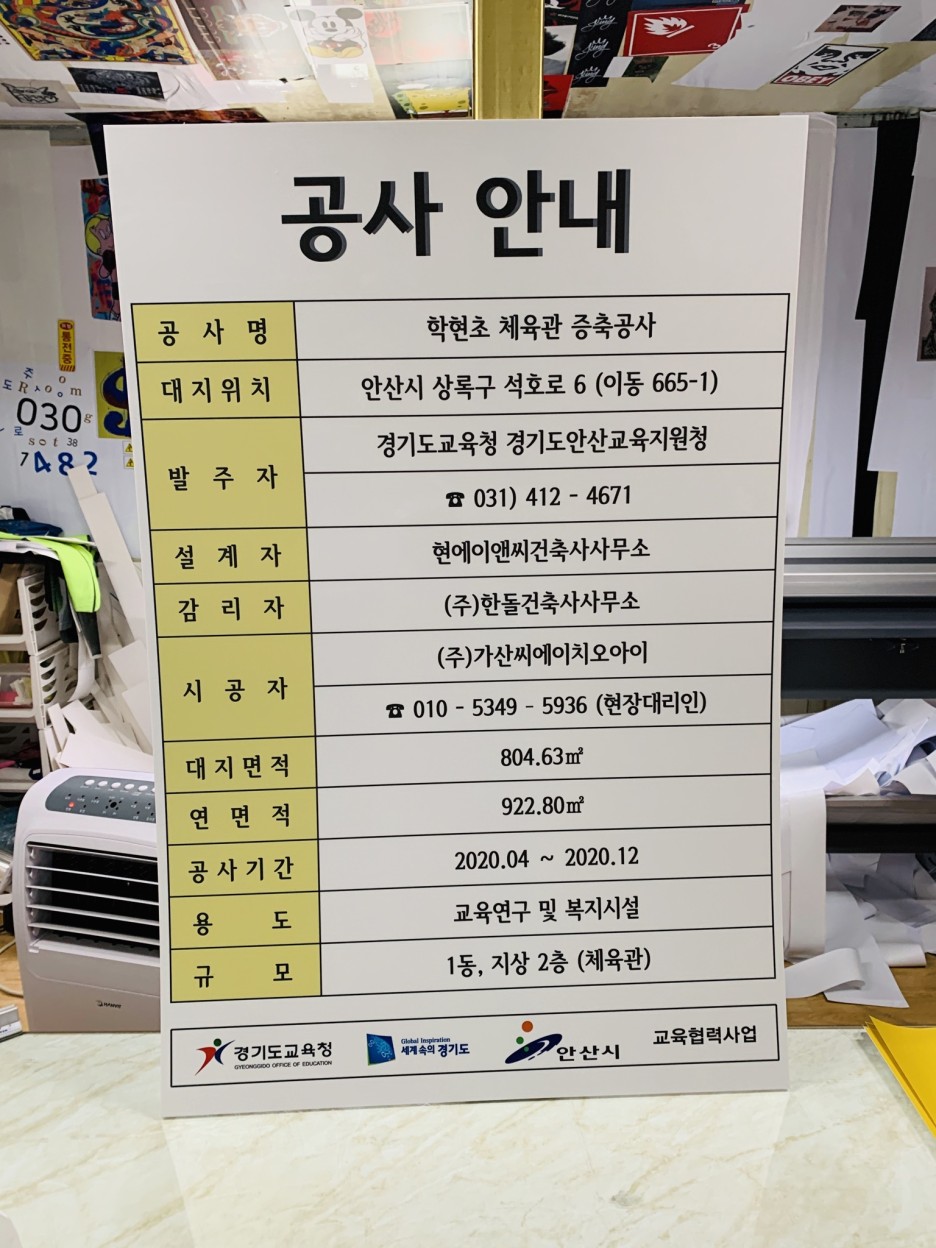 공사 안내
공사명 학현초 체육관 증축공사
대지위치 안산시 상록구 석호로 6 (이동 665-1)
발주자 경기도교육청 경기도안산교육지원청
☎ 031) 412 - 4671
설계자 현에이앤씨건축사사무소
감리자 (주)한돌건축사사무소
시공자 (주)가산씨에이치오아이
☎ 010 - 5349 - 5936 (현장대리인)
대지면적 804.63㎡
연면적 922.80㎡
공사기간 2020.04 ~ 2020.12
용도 교육연구 및 복지시설
규모 1동, 지상 2층 (체육관)
경기도교육청
GYEONGGIDO OFFICE OF EDUCATION
Global Inspiration
세계속의 경기도
안산시
교육협력사업
OBEY
통전중
Room
030
482